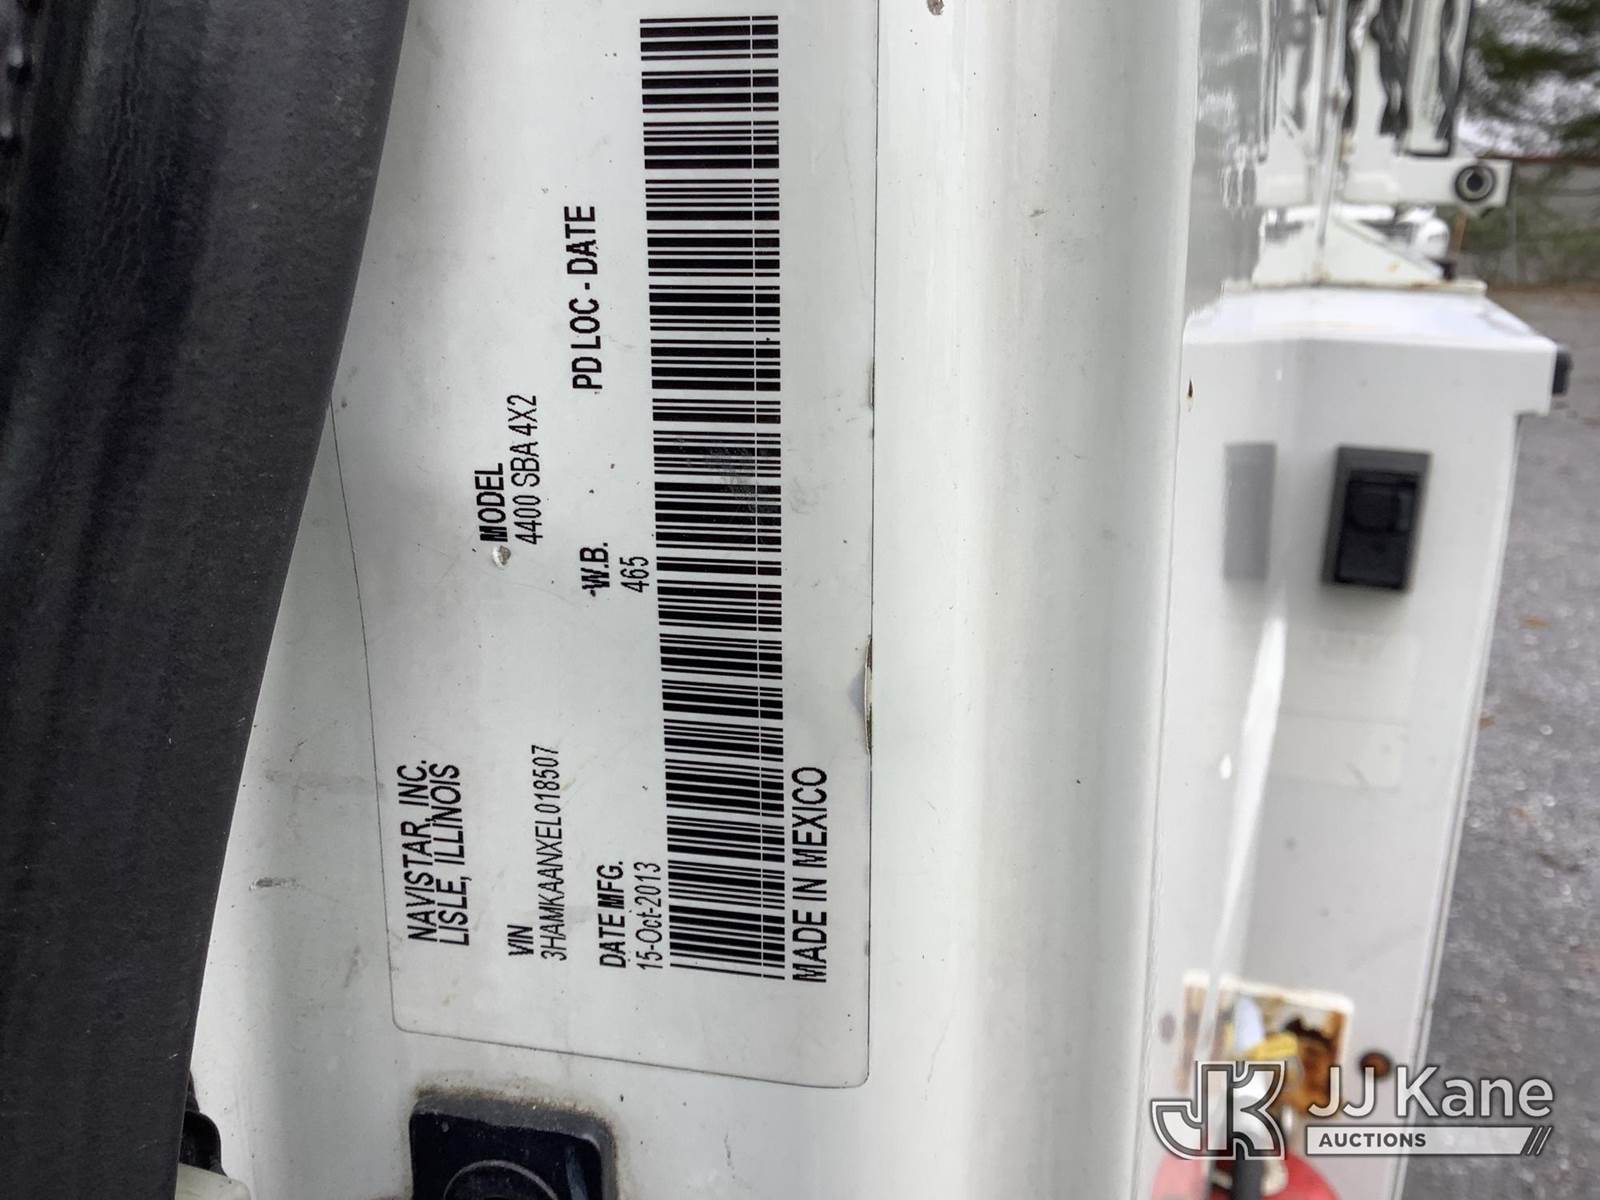 NAVISTAR, INC.
LISLE, ILLINOIS
MODEL
4400 SBA 4X2
VIN
3HAMKAANXEL018507
W.B.
465
PD LOC - DATE
DATE MFG.
15-Oct-2013
MADE IN MEXICO
JK
JJ Kane
AUCTIONS